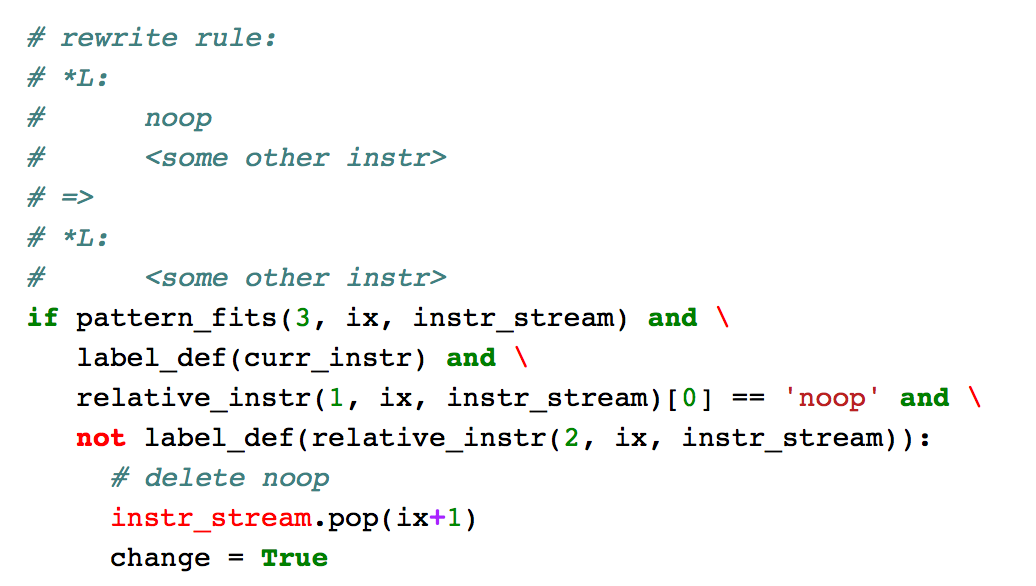 # rewrite rule:
# *L:
#      noop
#      <some other instr>
# =>
# *L:
#      <some other instr>
if pattern_fits(3, ix, instr_stream) and \
   label_def(curr_instr) and \
   relative_instr(1, ix, instr_stream)[0] == 'noop' and \
   not label_def(relative_instr(2, ix, instr_stream)):
     # delete noop
     instr_stream.pop(ix+1)
     change = True